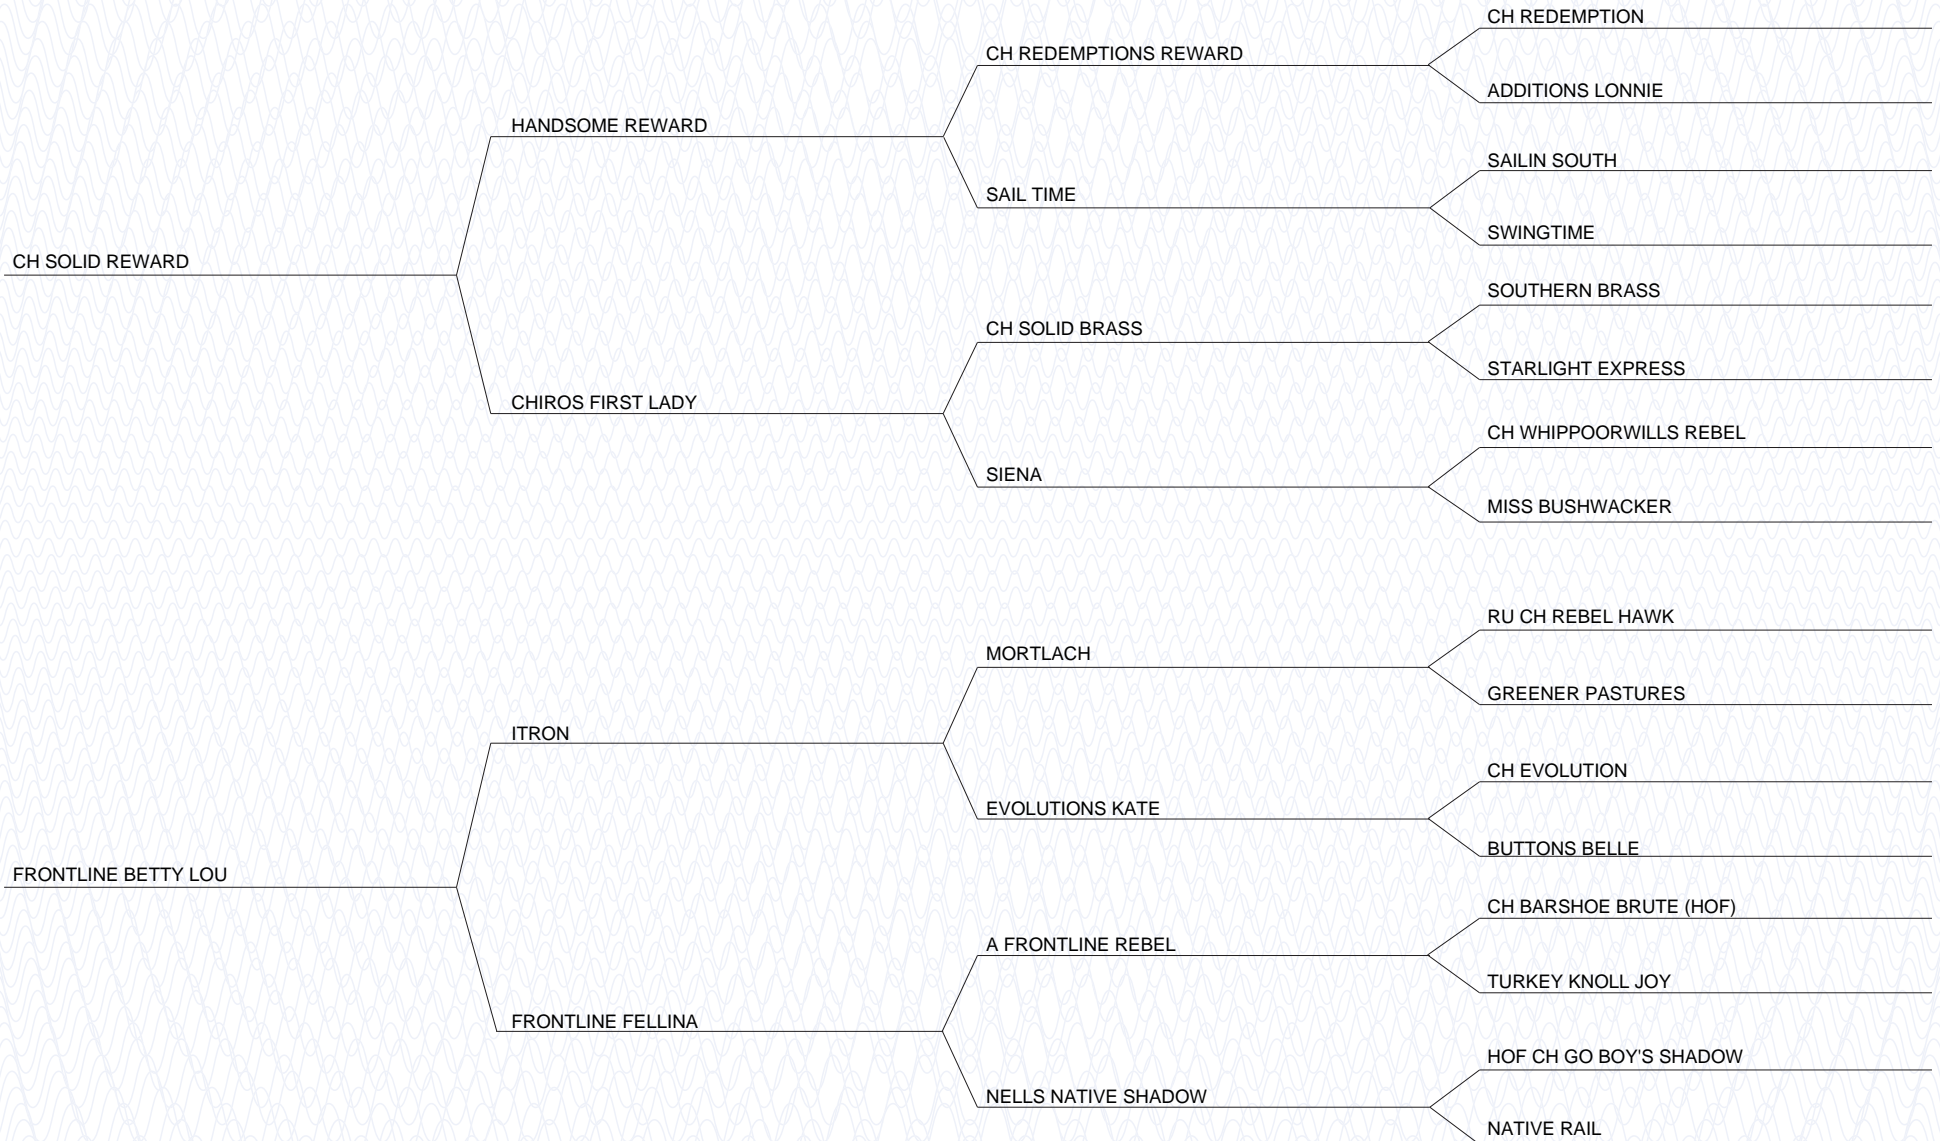 CH REDEMPTION
CH REDEMPTIONS REWARD
ADDITIONS LONNIE
HANDSOME REWARD
SAILIN SOUTH
SAIL TIME
SWINGTIME
CH SOLID REWARD
SOUTHERN BRASS
CH SOLID BRASS
STARLIGHT EXPRESS
CHIROS FIRST LADY
CH WHIPPOORWILLS REBEL
SIENA
MISS BUSHWACKER
RU CH REBEL HAWK
MORTLACH
GREENER PASTURES
ITRON
CH EVOLUTION
EVOLUTIONS KATE
BUTTONS BELLE
FRONTLINE BETTY LOU
CH BARSHOE BRUTE (HOF)
A FRONTLINE REBEL
TURKEY KNOLL JOY
FRONTLINE FELLINA
HOF CH GO BOY'S SHADOW
NELLS NATIVE SHADOW
NATIVE RAIL